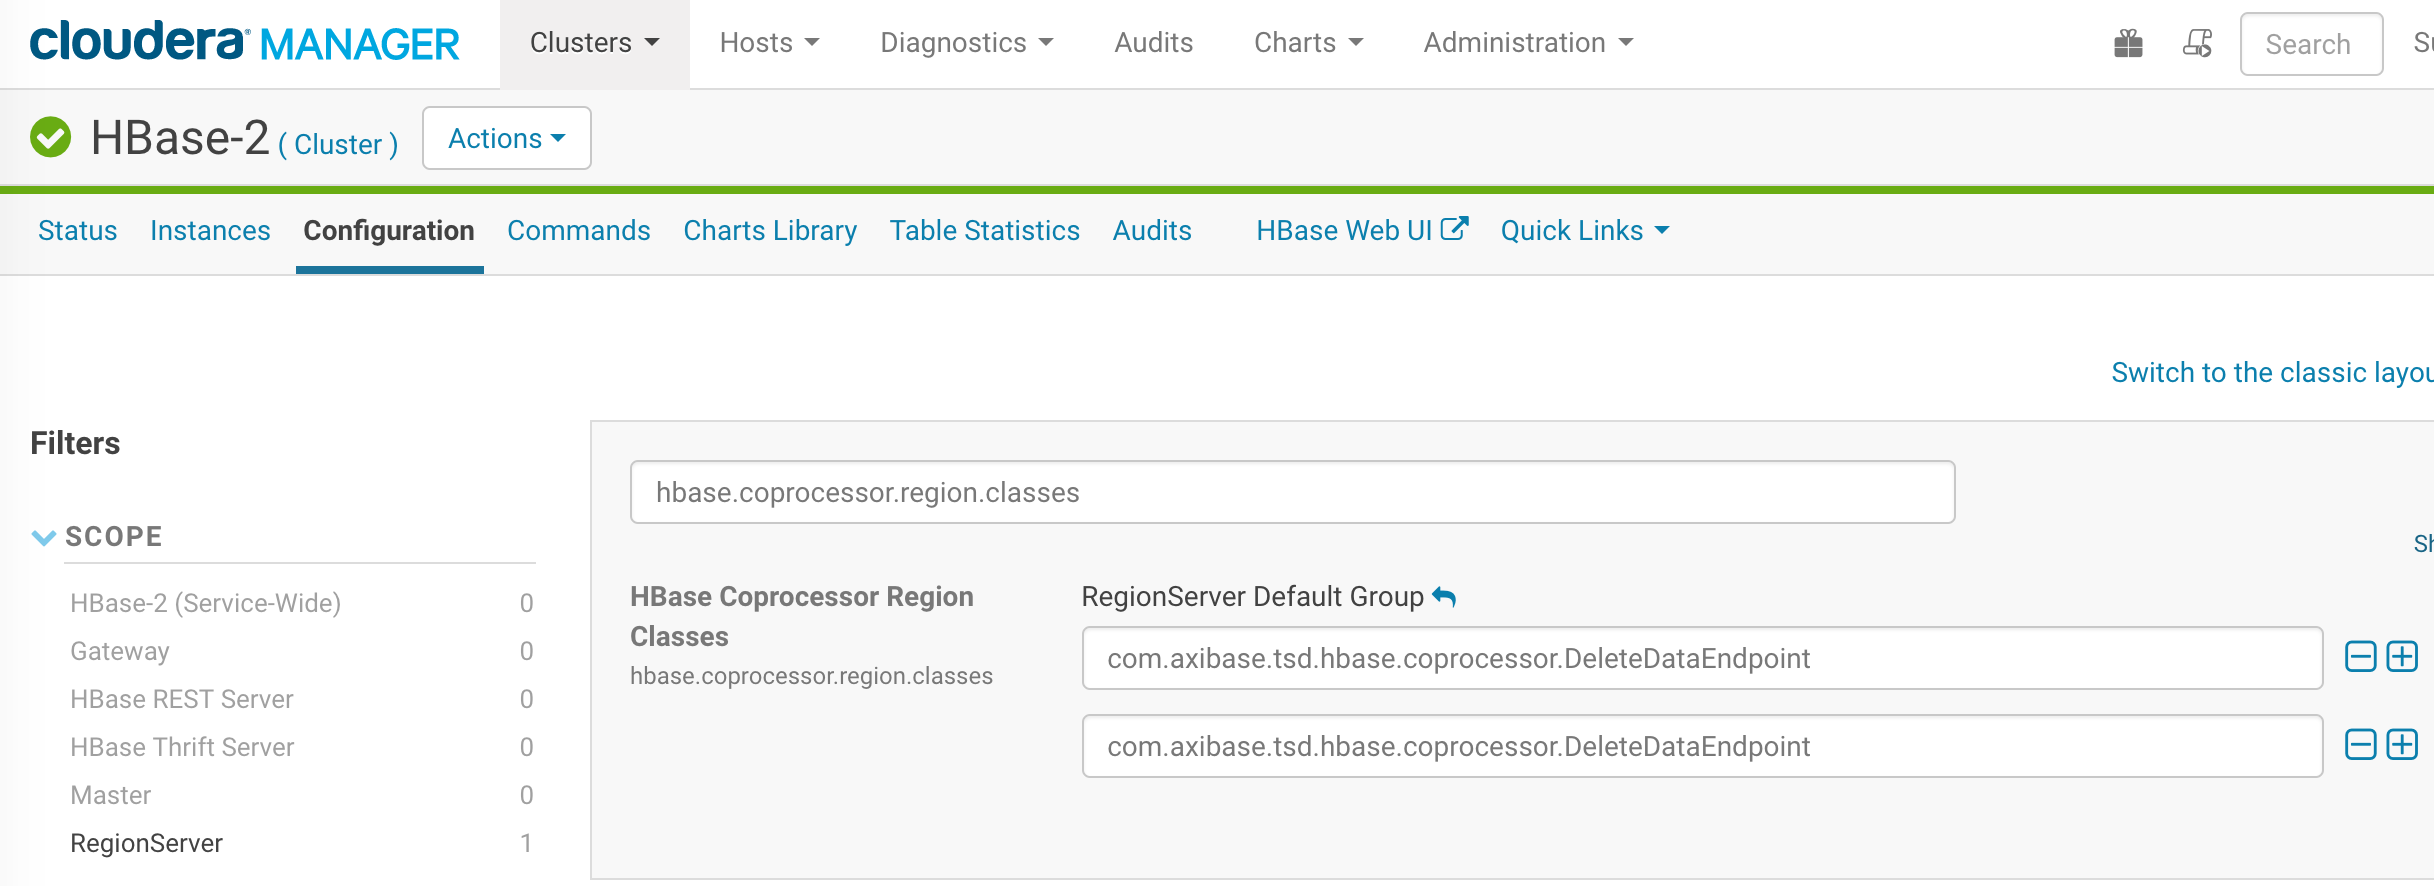 cloudera MANAGER Clusters Hosts Diagnostics Audits Charts Administration Search
HBase-2 ( Cluster ) Actions
Status Instances Configuration Commands Charts Library Table Statistics Audits HBase Web UI Quick Links
Switch to the classic layou
Filters
hbase.coprocessor.region.classes
SCOPE
HBase-2 (Service-Wide) 0
Gateway 0
HBase REST Server 0
HBase Thrift Server 0
Master 0
RegionServer 1
HBase Coprocessor Region
Classes
hbase.coprocessor.region.classes
RegionServer Default Group
com.axibase.tsd.hbase.coprocessor.DeleteDataEndpoint
com.axibase.tsd.hbase.coprocessor.DeleteDataEndpoint